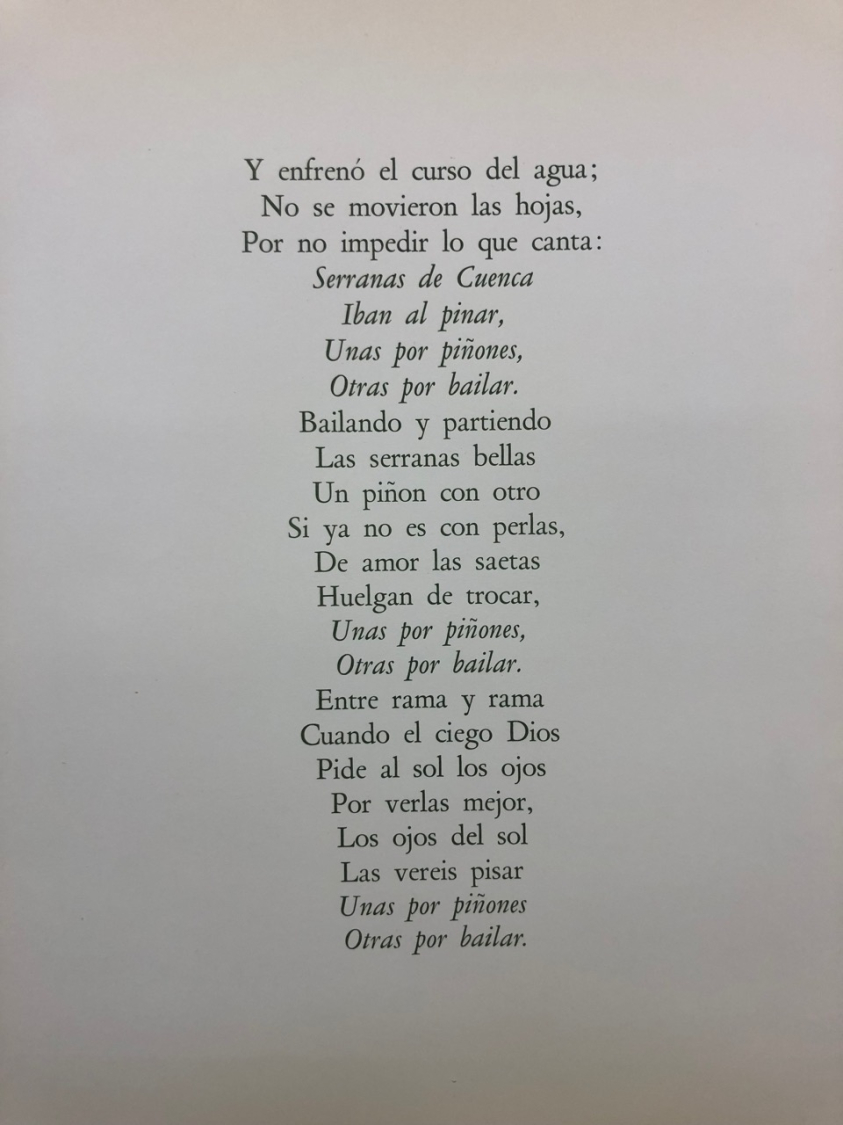 Y enfrenó el curso del agua;
No se movieron las hojas,
Por no impedir lo que canta:
Serranas de Cuenca
Iban al pinar,
Unas por piñones,
Otras por bailar.
Bailando y partiendo
Las serranas bellas
Un piñon con otro
Si ya no es con perlas,
De amor las saetas
Huelgan de trocar,
Unas por piñones,
Otras por bailar.
Entre rama y rama
Cuando el ciego Dios
Pide al sol los ojos
Por verlas mejor,
Los ojos del sol
Las vereis pisar
Unas por piñones
Otras por bailar.